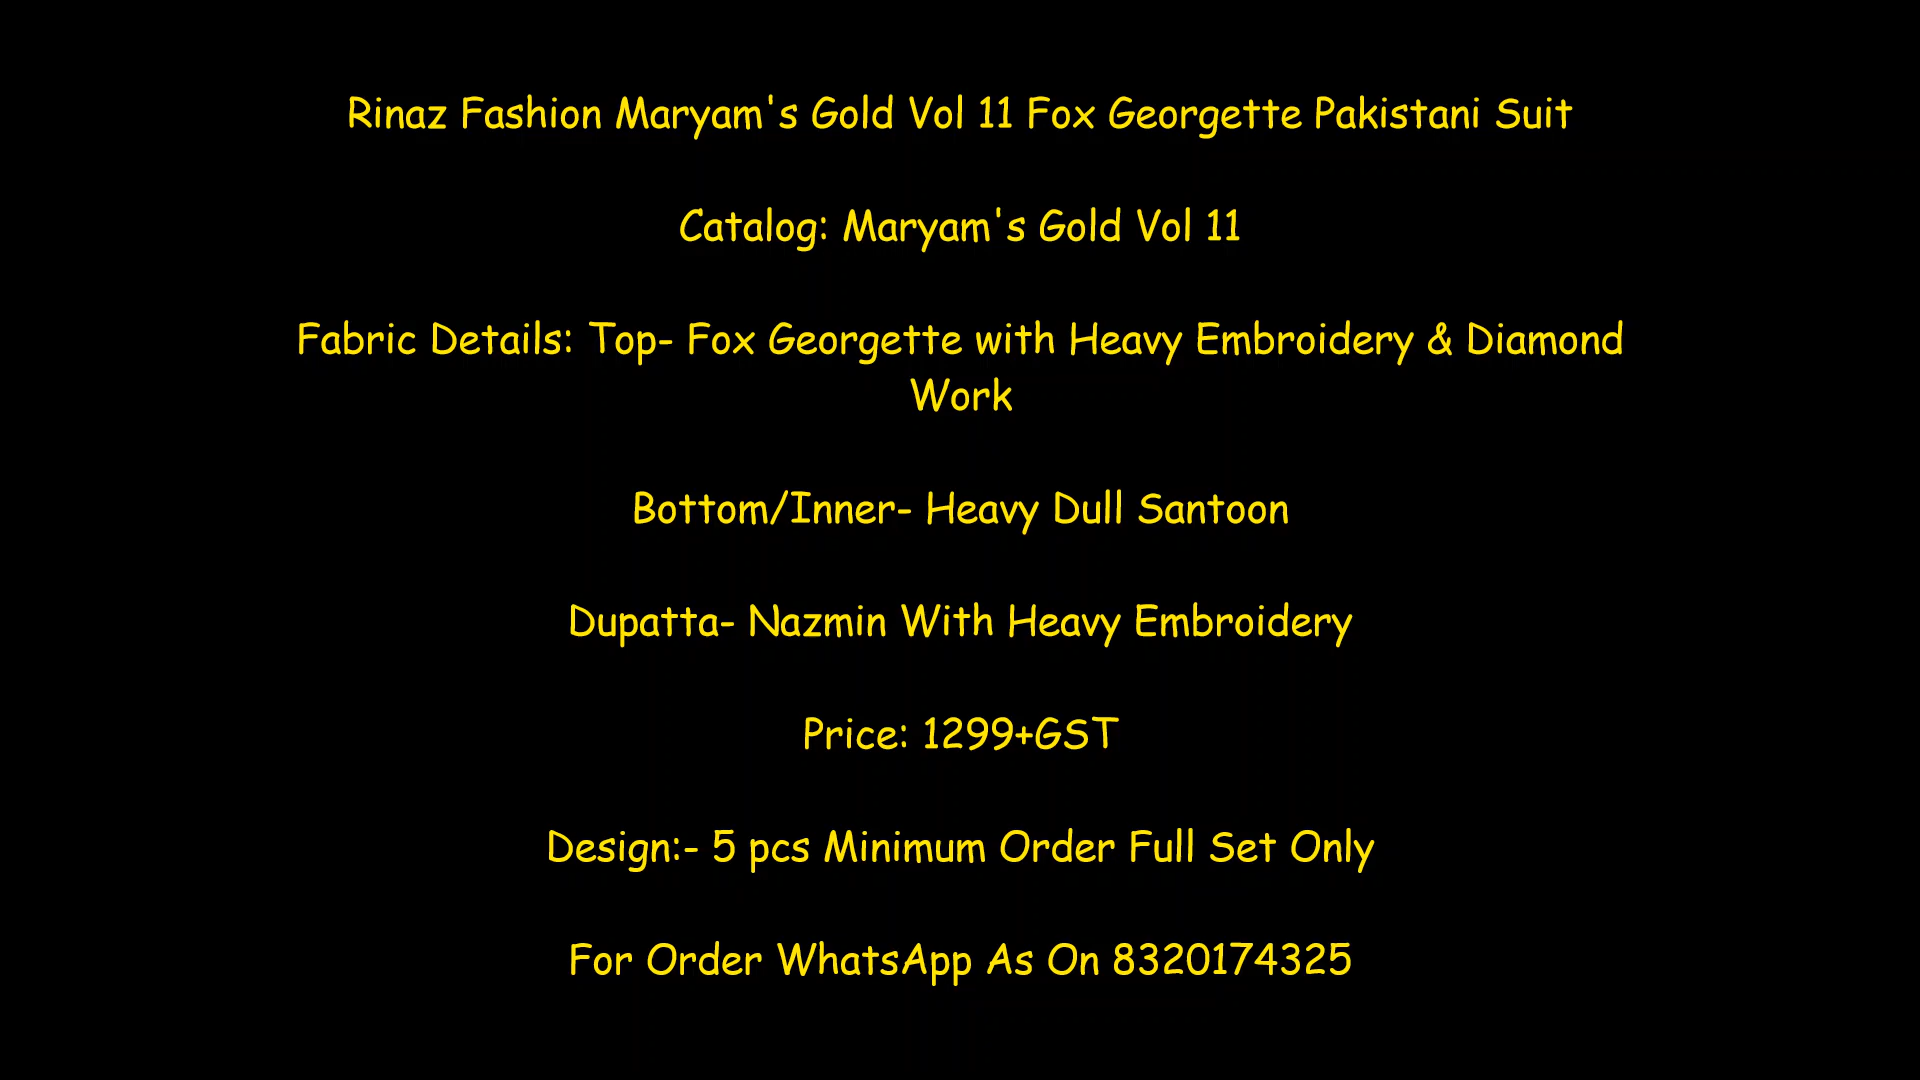 Rinaz Fashion Maryam's Gold Vol 11 Fox Georgette Pakistani Suit
Catalog: Maryam's Gold Vol 11
Fabric Details: Top- Fox Georgette with Heavy Embroidery & Diamond
Work
Bottom/Inner- Heavy Dull Santoon
Dupatta- Nazmin With Heavy Embroidery
Price: 1299+GST
Design:- 5 pcs Minimum Order Full Set Only
For Order WhatsApp As On 8320174325